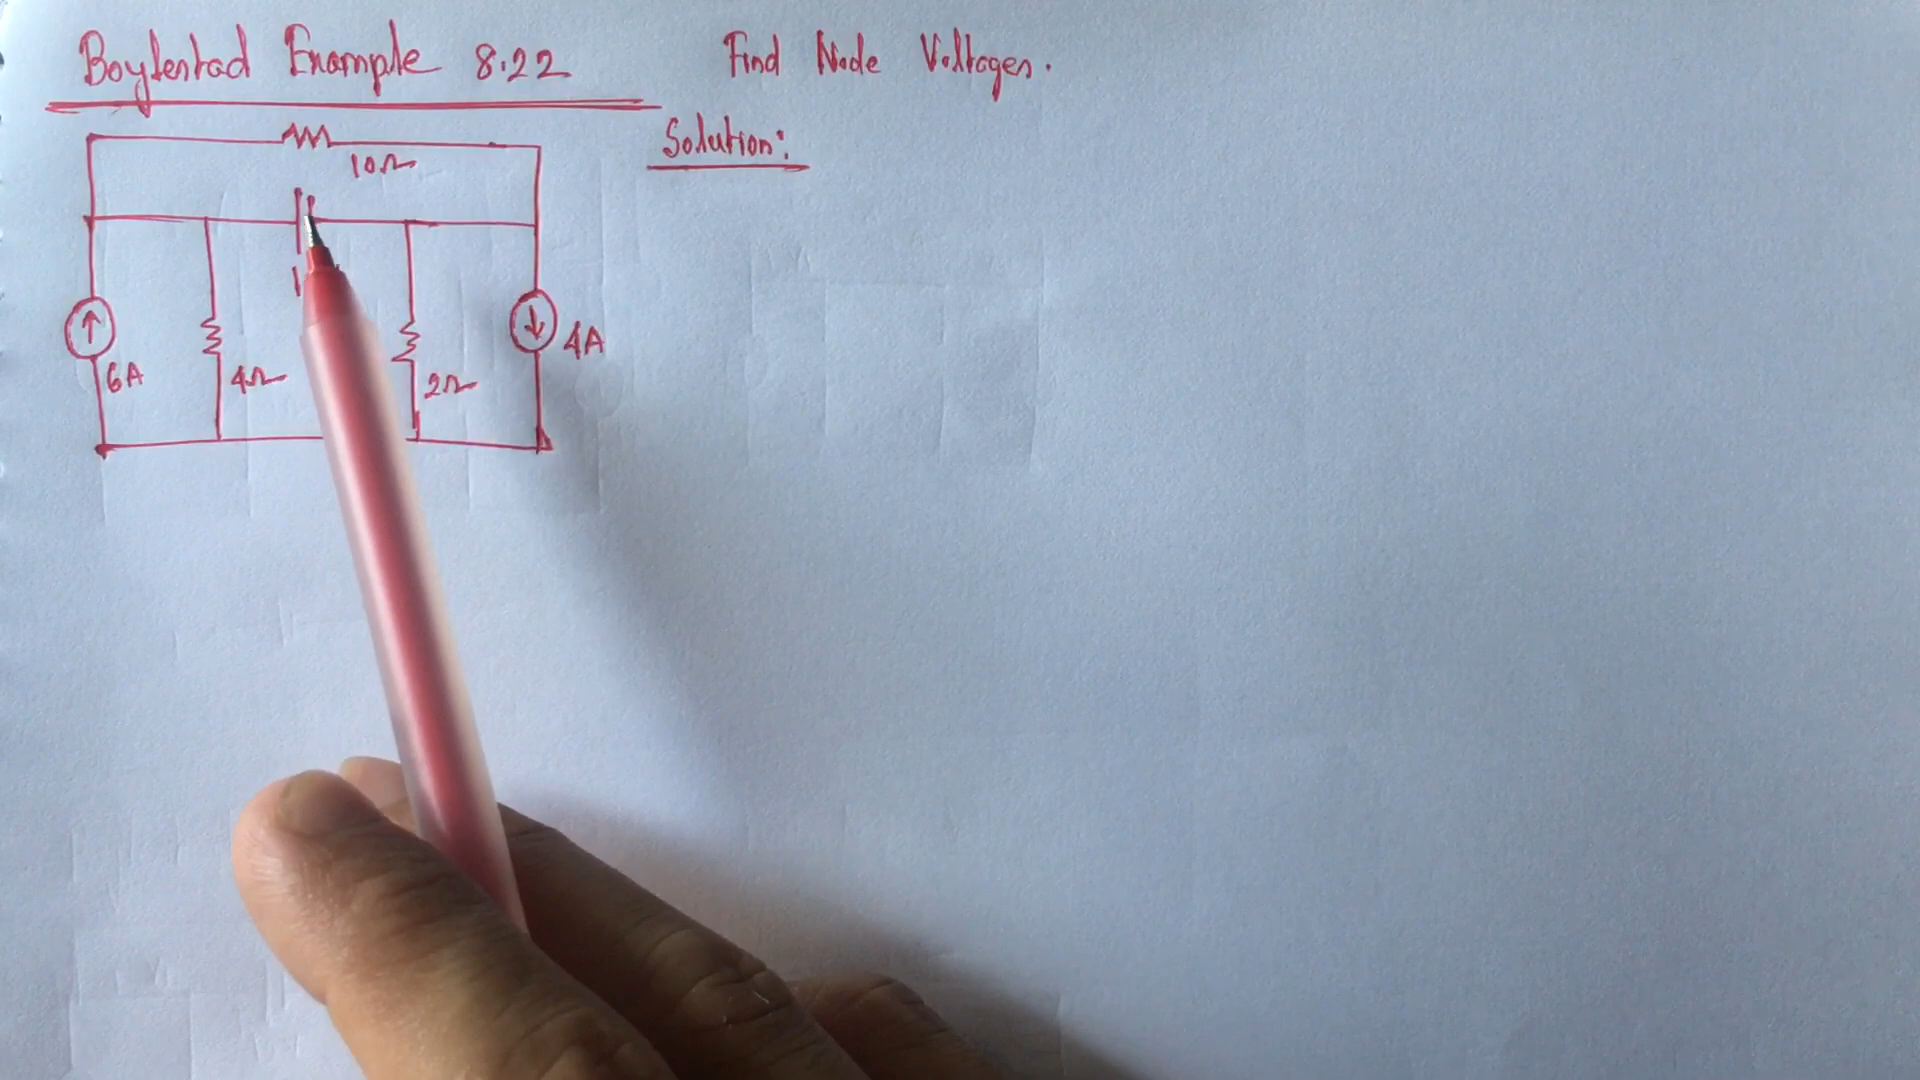 Boylestad Example 8.22 Find Node Voltages.
Solution:
10Ω
6A
4Ω
2Ω
4A